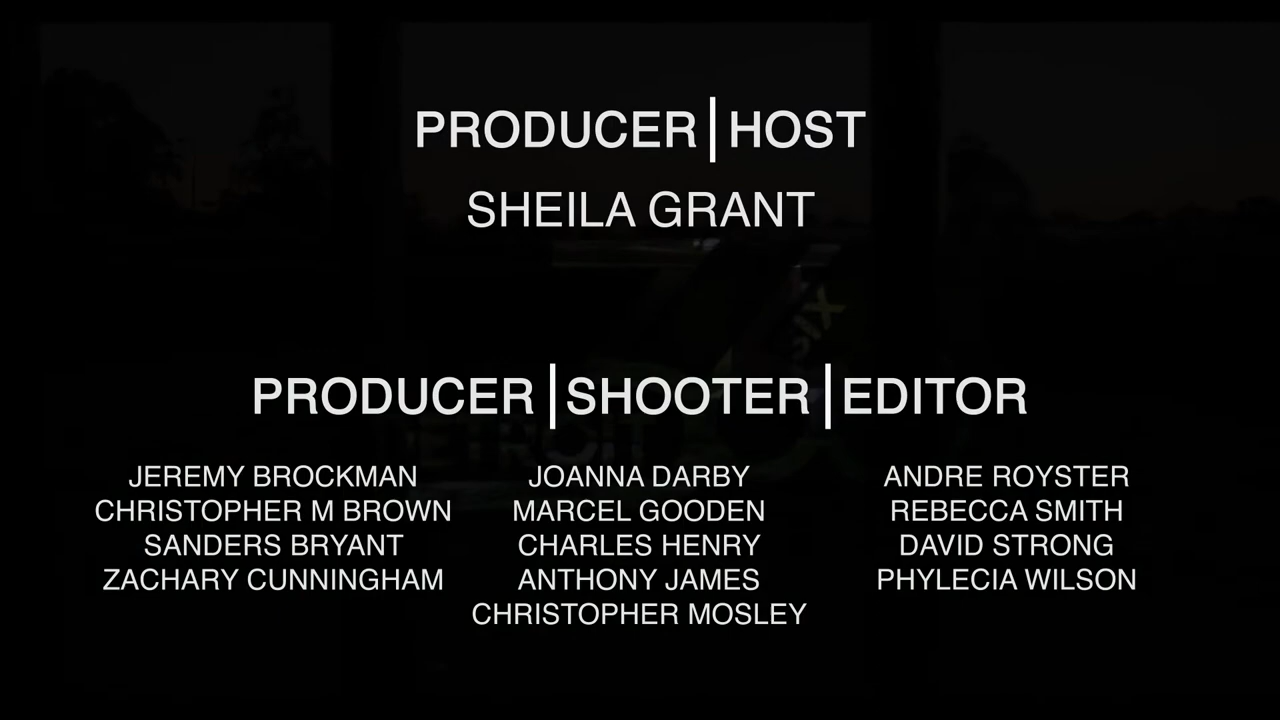 PRODUCER|HOST
SHEILA GRANT
PRODUCER|SHOOTER|EDITOR
JEREMY BROCKMAN
CHRISTOPHER M BROWN
SANDERS BRYANT
ZACHARY CUNNINGHAM
JOANNA DARBY
MARCEL GOODEN
CHARLES HENRY
ANTHONY JAMES
CHRISTOPHER MOSLEY
ANDRE ROYSTER
REBECCA SMITH
DAVID STRONG
PHYLECIA WILSON